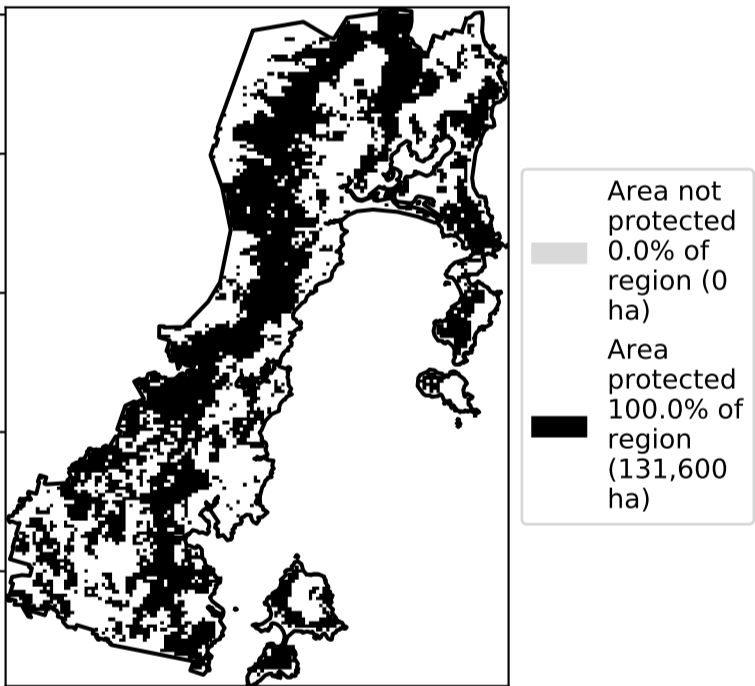 Area not
protected
0.0% of
region (0
ha)
Area
protected
100.0% of
region
(131,600
ha)